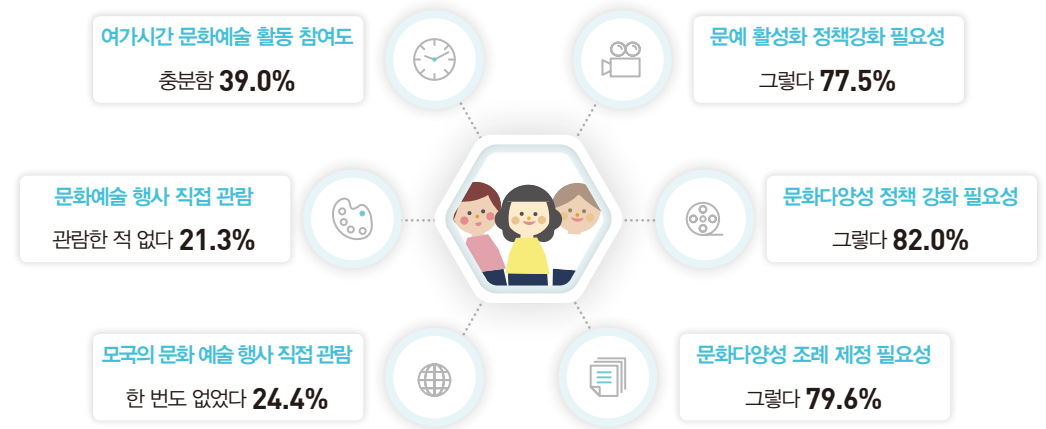 여가시간 문화예술 활동 참여도
충분함 39.0%
문예 활성화 정책강화 필요성
그렇다 77.5%
문화예술 행사 직접 관람
관람한 적 없다 21.3%
문화다양성 정책 강화 필요성
그렇다 82.0%
모국의 문화 예술 행사 직접 관람
한 번도 없었다 24.4%
문화다양성 조례 제정 필요성
그렇다 79.6%